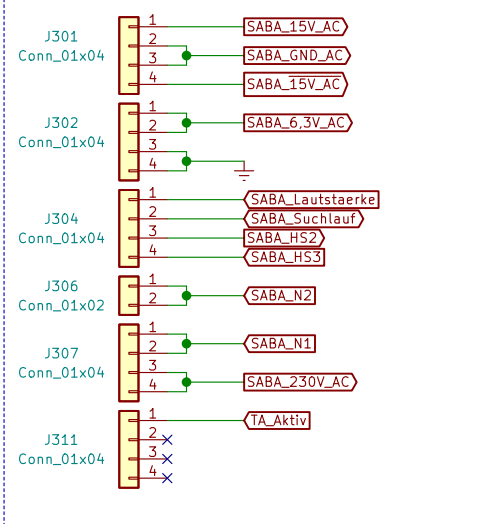 J301
Conn_01x04
1 SABA_15V_AC
2
3 SABA_GND_AC
4 SABA_15V_AC
J302
Conn_01x04
1
2 SABA_6,3V_AC
3
4
J304
Conn_01x04
1 SABA_Lautstaerke
2 SABA_Suchlauf
3 SABA_HS2
4 SABA_HS3
J306
Conn_01x02
1
2 SABA_N2
J307
Conn_01x04
1
2 SABA_N1
3
4 SABA_230V_AC
J311
Conn_01x04
1 TA_Aktiv
2
3
4